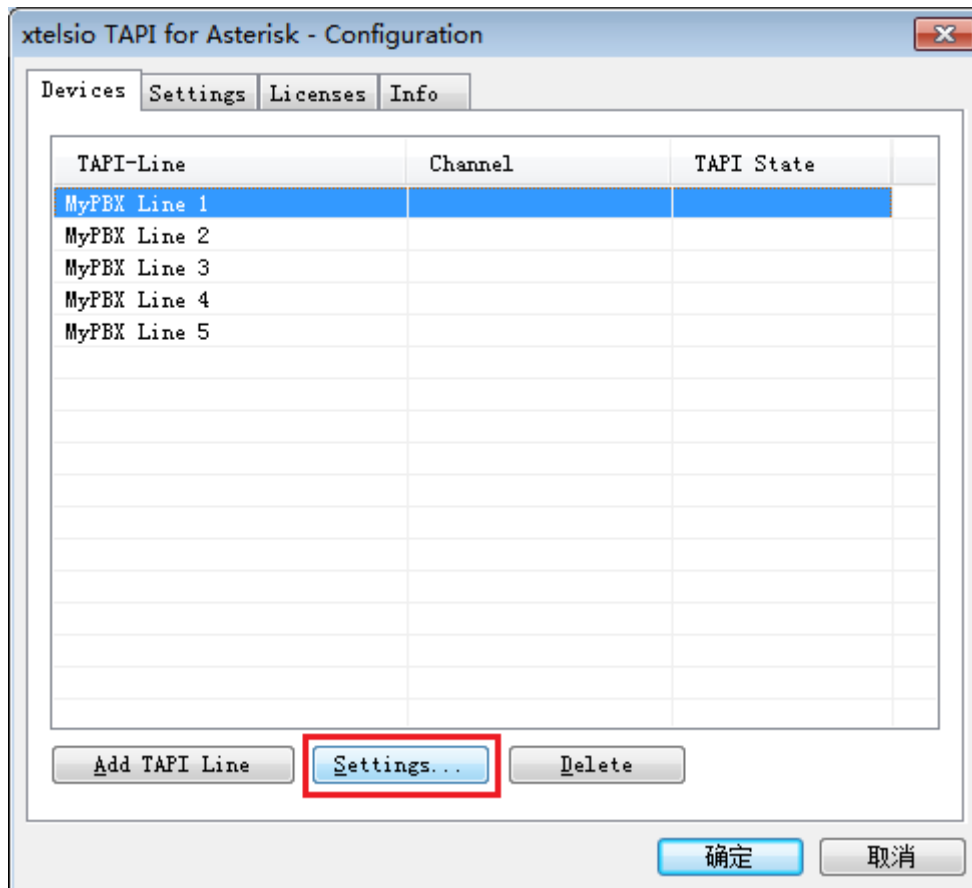 xtelsio TAPI for Asterisk - Configuration
Devices Settings Licenses Info
TAPI-Line Channel TAPI State
MyPBX Line 1
MyPBX Line 2
MyPBX Line 3
MyPBX Line 4
MyPBX Line 5
Add TAPI Line Settings... Delete
确定 取消